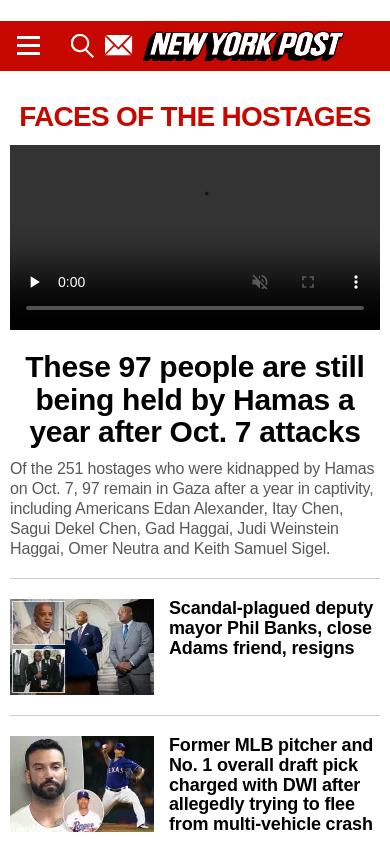 NEW YORK POST
FACES OF THE HOSTAGES
0:00
These 97 people are still
being held by Hamas a
year after Oct. 7 attacks
Of the 251 hostages who were kidnapped by Hamas
on Oct. 7, 97 remain in Gaza after a year in captivity,
including Americans Edan Alexander, Itay Chen,
Sagui Dekel Chen, Gad Haggai, Judi Weinstein
Haggai, Omer Neutra and Keith Samuel Sigel.
Scandal-plagued deputy
mayor Phil Banks, close
Adams friend, resigns
Former MLB pitcher and
No. 1 overall draft pick
charged with DWI after
allegedly trying to flee
from multi-vehicle crash